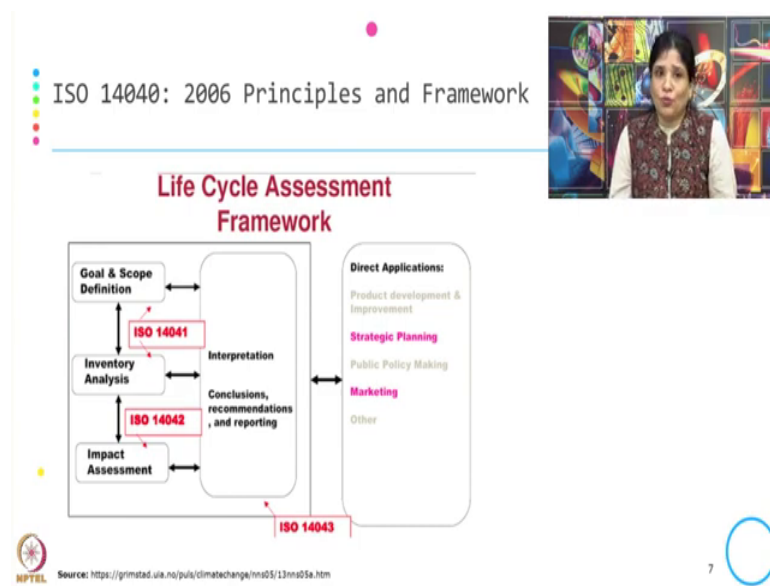 ISO 14040: 2006 Principles and Framework
Life Cycle Assessment
Framework
Goal & Scope
Definition
ISO 14041
Inventory
Analysis
ISO 14042
Impact
Assessment
Interpretation
Conclusions,
recommendations
, and reporting
ISO 14043
Direct Applications:
Product development &
Improvement
Strategic Planning
Public Policy Making
Marketing
Other
NPTEL
Source: https://grimstad.uia.no/puls/climatechange/nns05/13nns05a.htm
7